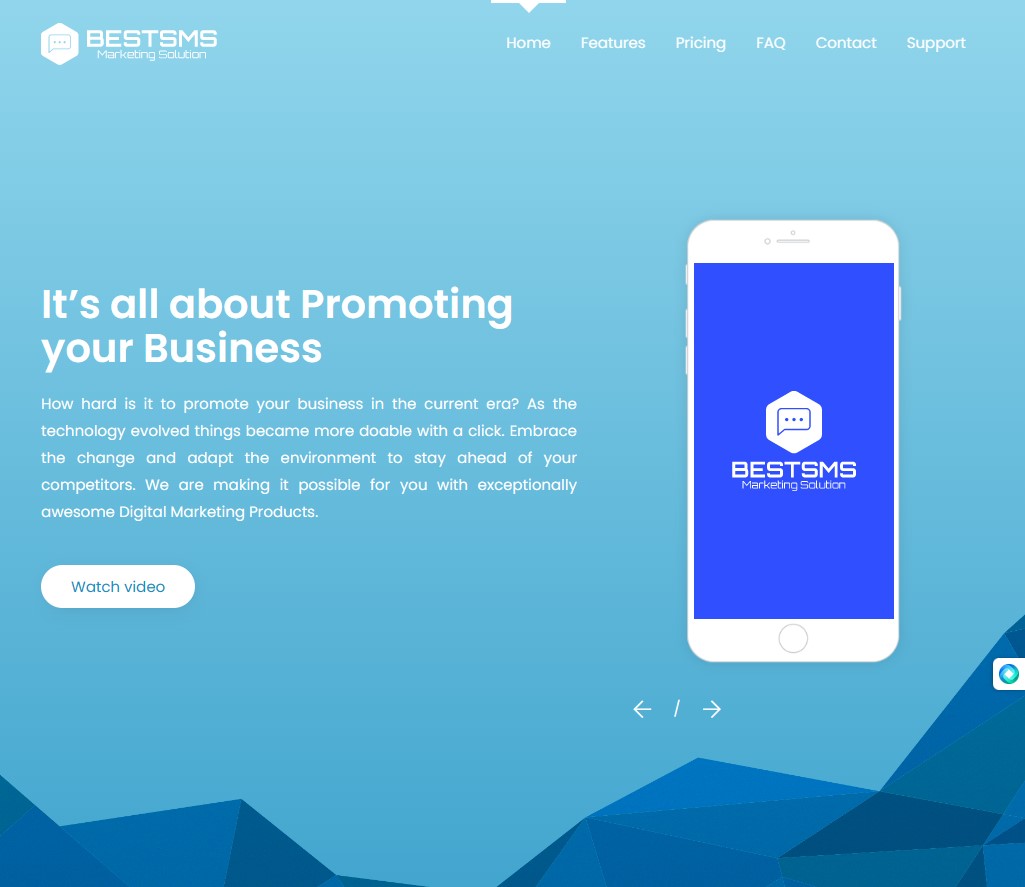 BESTSMS
Marketing Solution
Home Features Pricing FAQ Contact Support
It’s all about Promoting
your Business
How hard is it to promote your business in the current era? As the
technology evolved things became more doable with a click. Embrace
the change and adapt the environment to stay ahead of your
competitors. We are making it possible for you with exceptionally
awesome Digital Marketing Products.
Watch video
BESTSMS
Marketing Solution
/